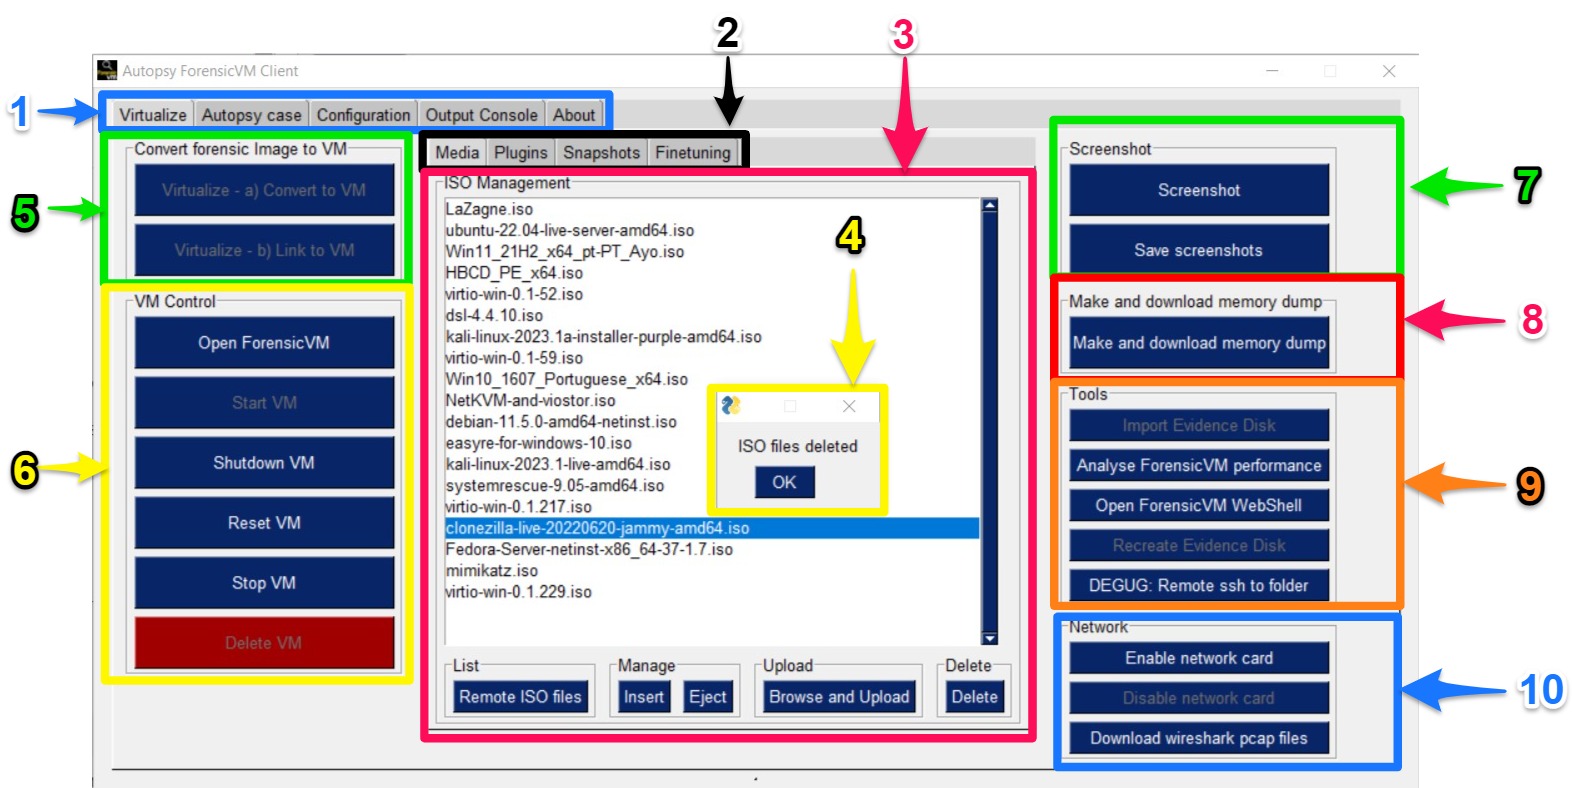 2
3
Autopsy ForensicVM Client
1
Virtualize Autopsy case Configuration Output Console About
Convert forensic Image to VM
Virtualize - a) Convert to VM
Virtualize - b) Link to VM
5
VM Control
Open ForensicVM
Start VM
Shutdown VM
Reset VM
Stop VM
Delete VM
6
Media Plugins Snapshots Finetuning
ISO Management
LaZagne.iso
ubuntu-22.04-live-server-amd64.iso
Win11_21H2_x64_pt-PT_Ayo.iso
HBCD_PE_x64.iso
virtio-win-0.1-52.iso
dsl-4.4.10.iso
kali-linux-2023.1a-installer-purple-amd64.iso
virtio-win-0.1-59.iso
Win10_1607_Portuguese_x64.iso
NetKVM-and-viostor.iso
debian-11.5.0-amd64-netinst.iso
easyre-for-windows-10.iso
kali-linux-2023.1-live-amd64.iso
systemrescue-9.05-amd64.iso
virtio-win-0.1.217.iso
clonezilla-live-20220620-jammy-amd64.iso
Fedora-Server-netinst-x86_64-37-1.7.iso
mimikatz.iso
virtio-win-0.1.229.iso
4
ISO files deleted
OK
List
Remote ISO files
Manage
Insert Eject
Upload
Browse and Upload
Delete
Delete
Screenshot
Screenshot
Save screenshots
7
Make and download memory dump
Make and download memory dump
8
Tools
Import Evidence Disk
Analyse ForensicVM performance
Open ForensicVM WebShell
Recreate Evidence Disk
DEGUG: Remote ssh to folder
9
Network
Enable network card
Disable network card
Download wireshark pcap files
10